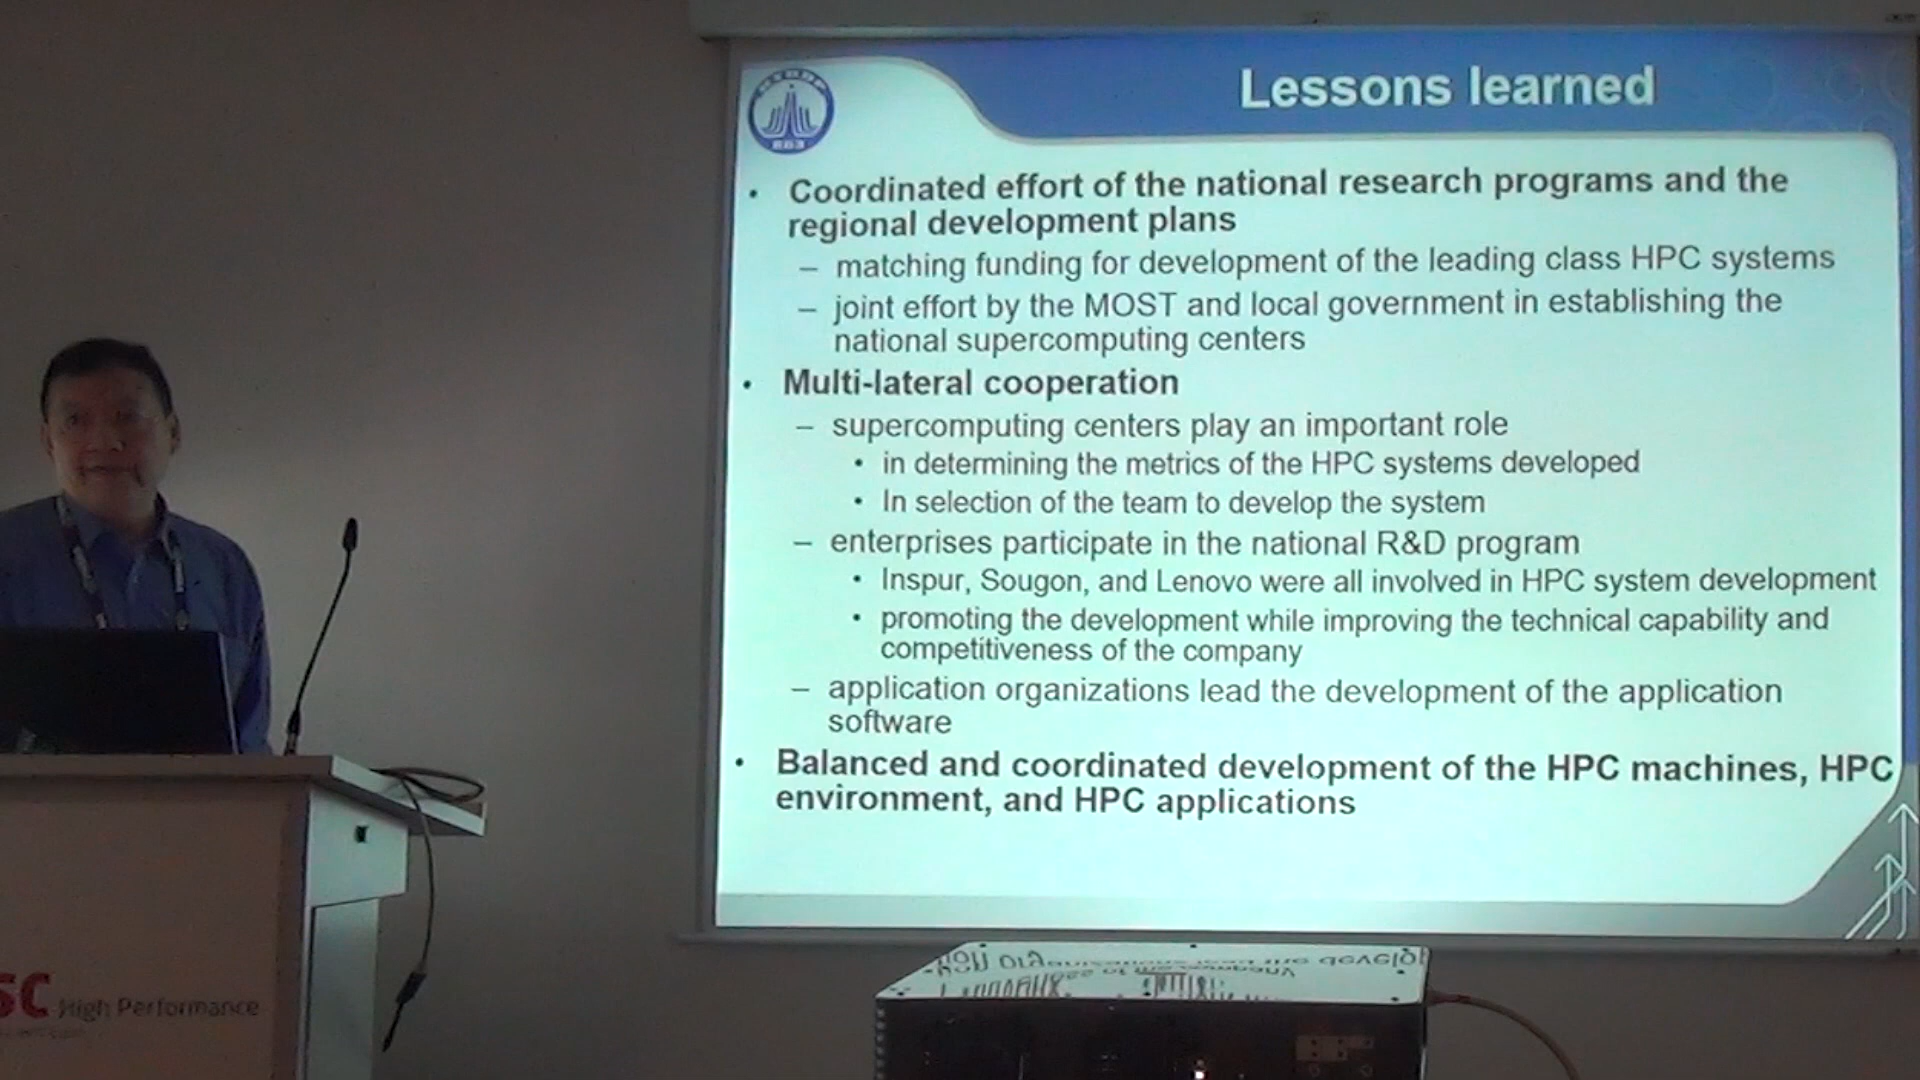 Lessons learned
• Coordinated effort of the national research programs and the
regional development plans
– matching funding for development of the leading class HPC systems
– joint effort by the MOST and local government in establishing the
national supercomputing centers
• Multi-lateral cooperation
– supercomputing centers play an important role
• in determining the metrics of the HPC systems developed
• In selection of the team to develop the system
– enterprises participate in the national R&D program
• Inspur, Sougon, and Lenovo were all involved in HPC system development
• promoting the development while improving the technical capability and
competitiveness of the company
– application organizations lead the development of the application
software
• Balanced and coordinated development of the HPC machines, HPC
environment, and HPC applications
SC High Performance